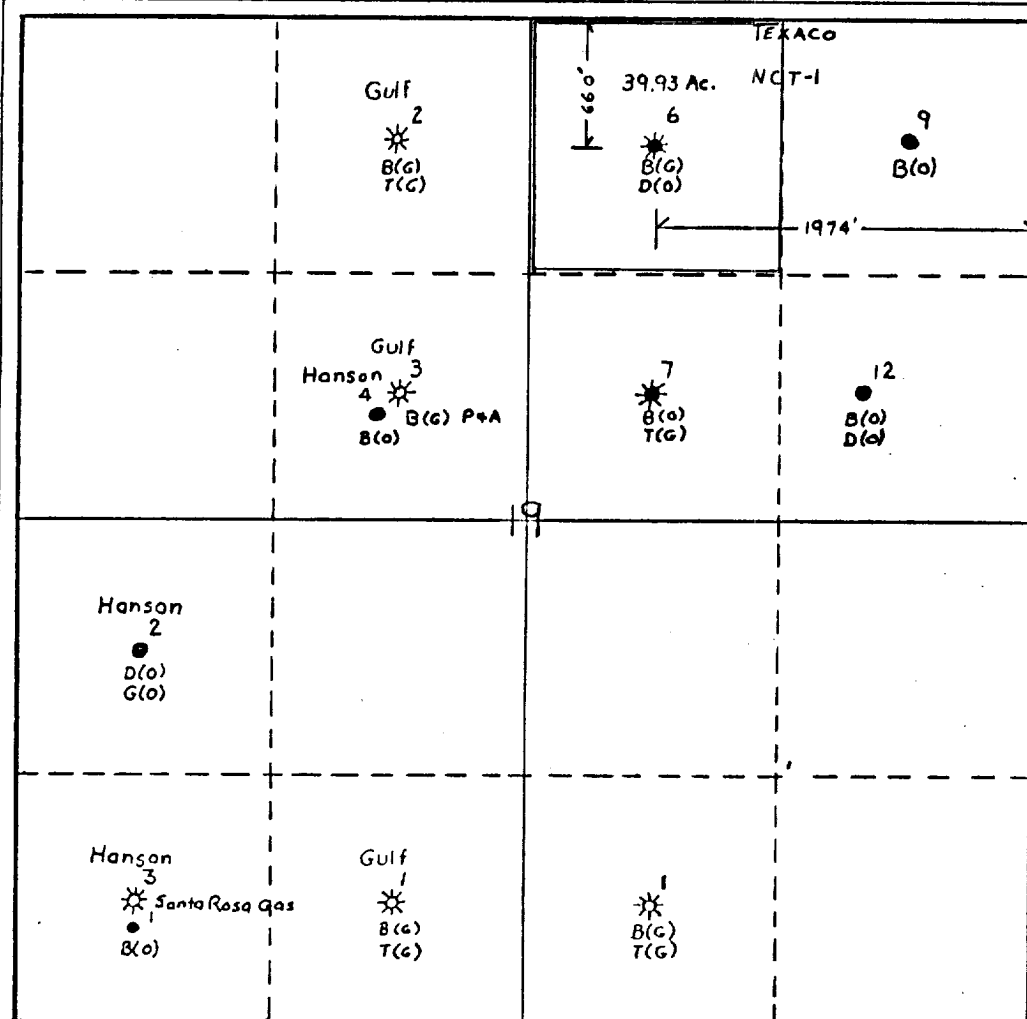 TEXACO
NCT-1
Gulf
2
B(G)
T(G)
660'
39.93 Ac.
6
B(G)
D(O)
9
B(O)
1974'
Gulf
3
Hanson
4
B(G) P+A
B(O)
7
B(O)
T(G)
12
B(O)
D(O)
Hanson
2
D(O)
G(O)
Hanson
3
Santa Rosa Gas
1
B(O)
Gulf
1
B(G)
T(G)
1
B(G)
T(G)